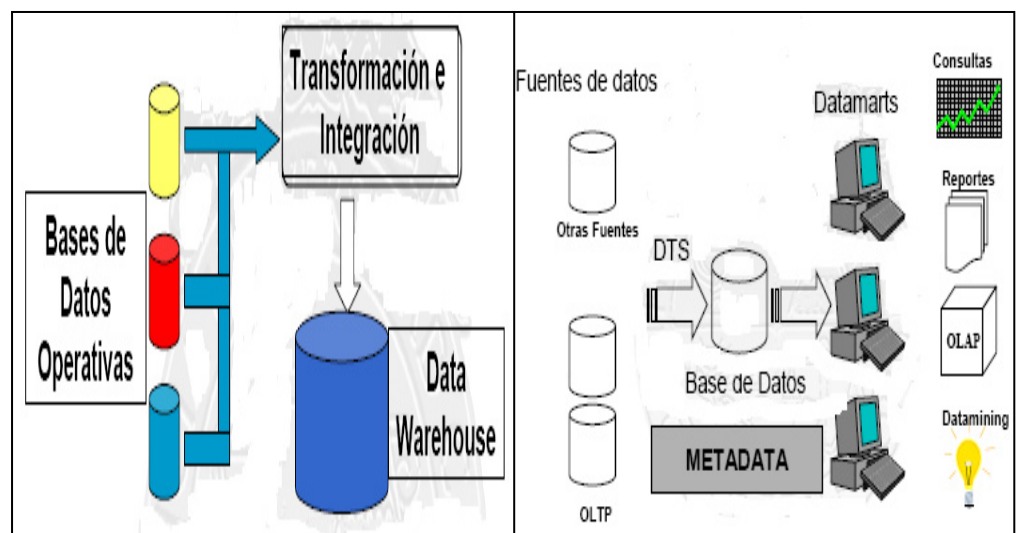 Transformación e
Integración
Bases de
Datos
Operativas
Data
Warehouse
Fuentes de datos
Otras Fuentes
DTS
Base de Datos
METADATA
OLTP
Datamarts
Consultas
Reportes
OLAP
Datamining